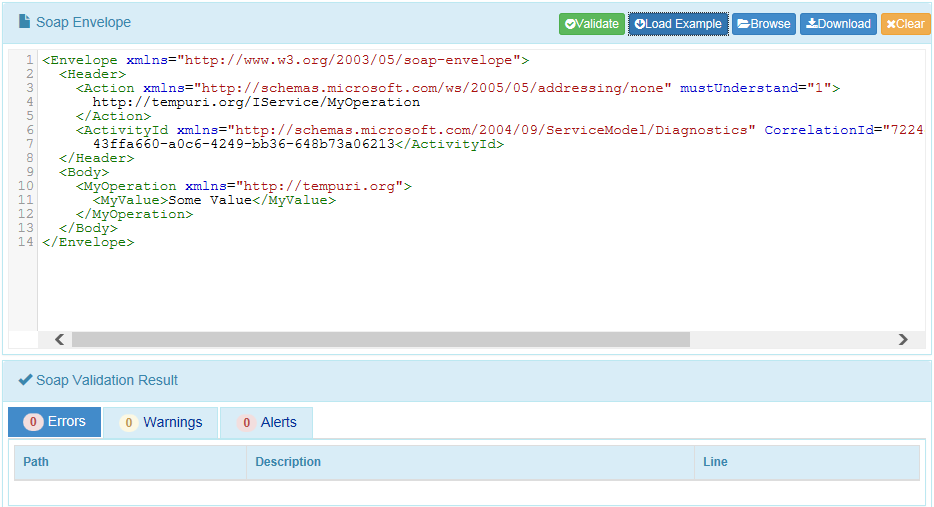 Soap Envelope
Validate Load Example Browse Download Clear
1 <Envelope xmlns="http://www.w3.org/2003/05/soap-envelope">
2   <Header>
3     <Action xmlns="http://schemas.microsoft.com/ws/2005/05/addressing/none" mustUnderstand="1">
4       http://tempuri.org/IService/MyOperation
5     </Action>
6     <ActivityId xmlns="http://schemas.microsoft.com/2004/09/ServiceModel/Diagnostics" CorrelationId="7224
7       43ffa660-a0c6-4249-bb36-648b73a06213</ActivityId>
8   </Header>
9   <Body>
10     <MyOperation xmlns="http://tempuri.org">
11       <MyValue>Some Value</MyValue>
12     </MyOperation>
13   </Body>
14 </Envelope>
Soap Validation Result
0 Errors 0 Warnings 0 Alerts
Path Description Line